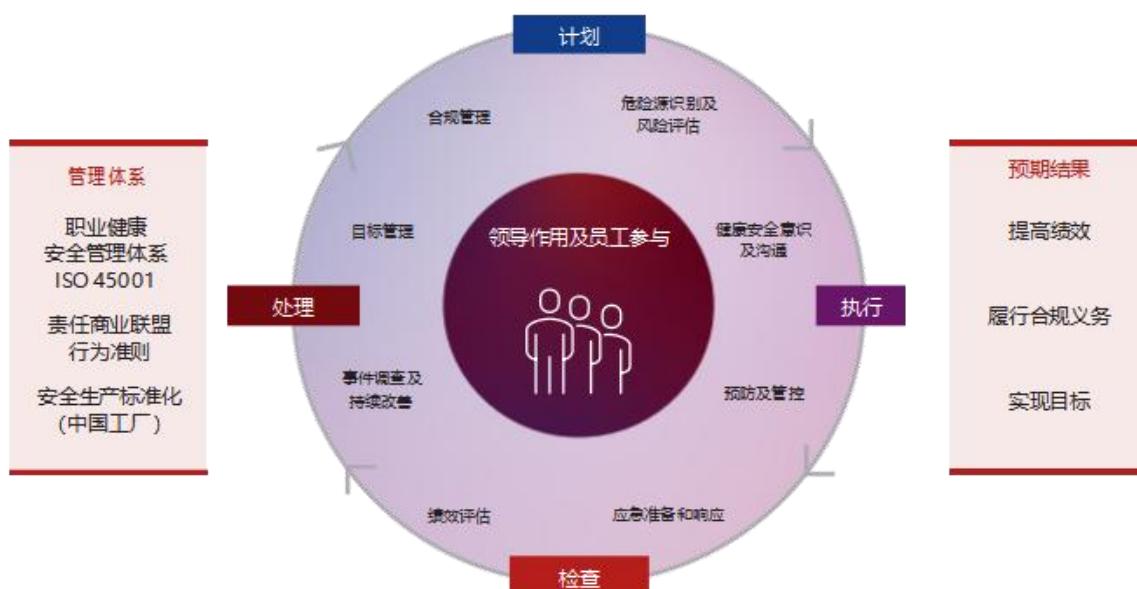 计划
合规管理
危险源识别及
风险评估
管理体系
职业健康
安全管理体系
ISO 45001
责任商业联盟
行为准则
安全生产标准化
(中国工厂)
目标管理
领导作用及员工参与
健康安全意识
及沟通
处理
执行
事件调查及
持续改善
预防及管控
绩效评估
应急准备和响应
检查
预期结果
提高绩效
履行合规义务
实现目标